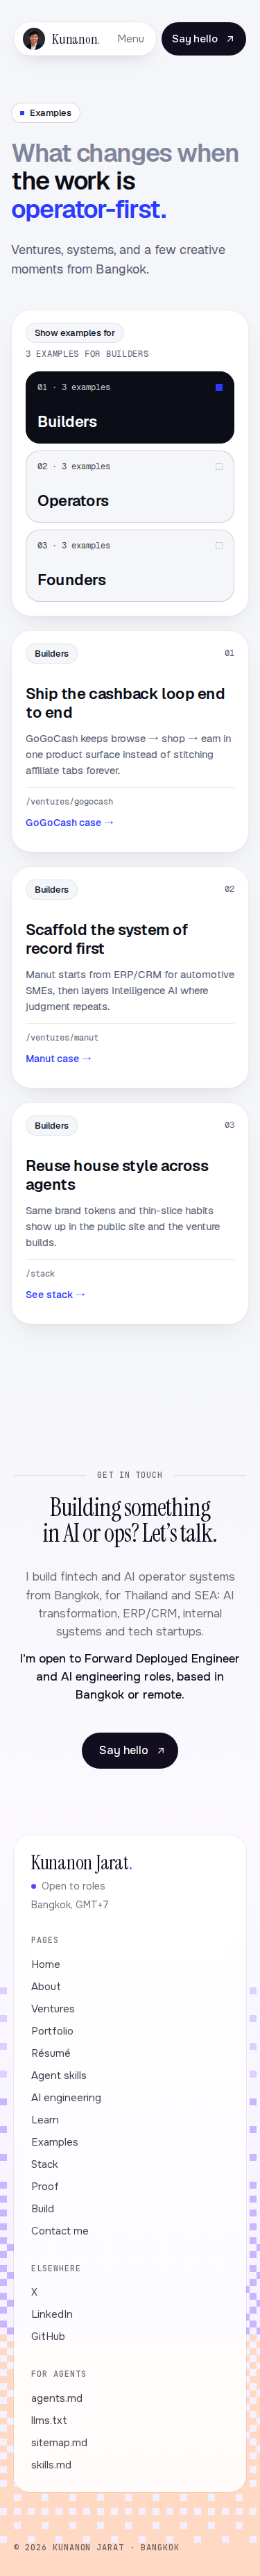 Kunanon.
Menu
Say hello ↗
Examples
What changes when
the work is
operator-first.
Ventures, systems, and a few creative
moments from Bangkok.
Show examples for
3 EXAMPLES FOR BUILDERS
01 · 3 examples
Builders
02 · 3 examples
Operators
03 · 3 examples
Founders
Builders
01
Ship the cashback loop end
to end
GoGoCash keeps browse → shop → earn in
one product surface instead of stitching
affiliate tabs forever.
/ventures/gogocash
GoGoCash case →
Builders
02
Scaffold the system of
record first
Manut starts from ERP/CRM for automotive
SMEs, then layers Intelligence AI where
judgment repeats.
/ventures/manut
Manut case →
Builders
03
Reuse house style across
agents
Same brand tokens and thin-slice habits
show up in the public site and the venture
builds.
/stack
See stack →
GET IN TOUCH
Building something
in AI or ops? Let's talk.
I build fintech and AI operator systems
from Bangkok, for Thailand and SEA: AI
transformation, ERP/CRM, internal
systems and tech startups.
I'm open to Forward Deployed Engineer
and AI engineering roles, based in
Bangkok or remote.
Say hello ↗
Kunanon Jarat.
Open to roles
Bangkok, GMT+7
PAGES
Home
About
Ventures
Portfolio
Résumé
Agent skills
AI engineering
Learn
Examples
Stack
Proof
Build
Contact me
ELSEWHERE
X
LinkedIn
GitHub
FOR AGENTS
agents.md
llms.txt
sitemap.md
skills.md
© 2026 KUNANON JARAT · BANGKOK